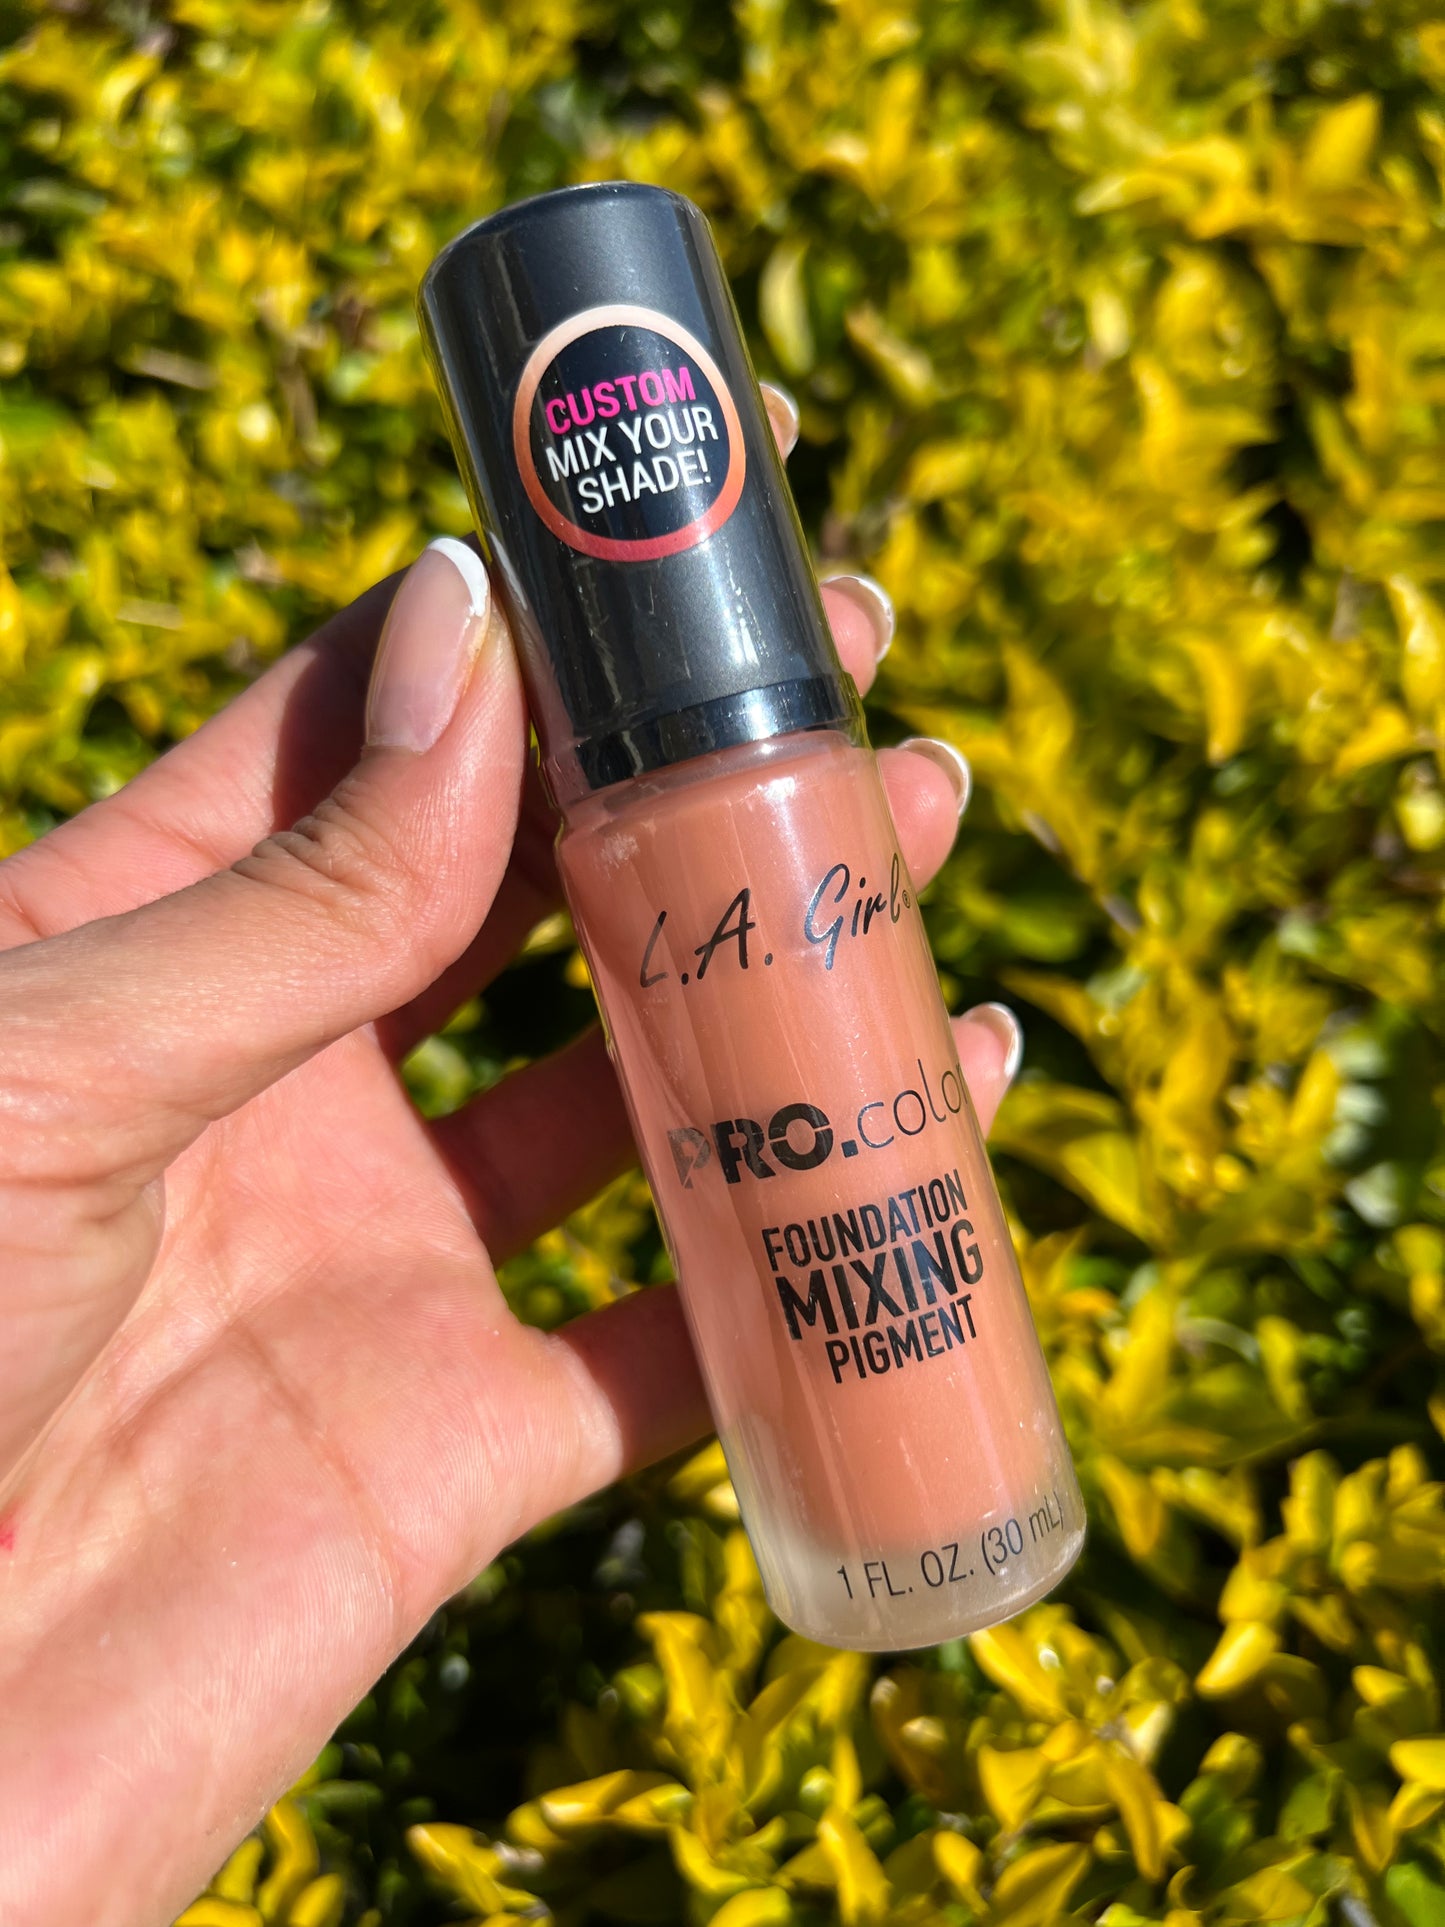 CUSTOM
MIX YOUR
SHADE!
L.A. Girl®
PRO.color
FOUNDATION
MIXING
PIGMENT
1 FL. OZ. (30 mL)